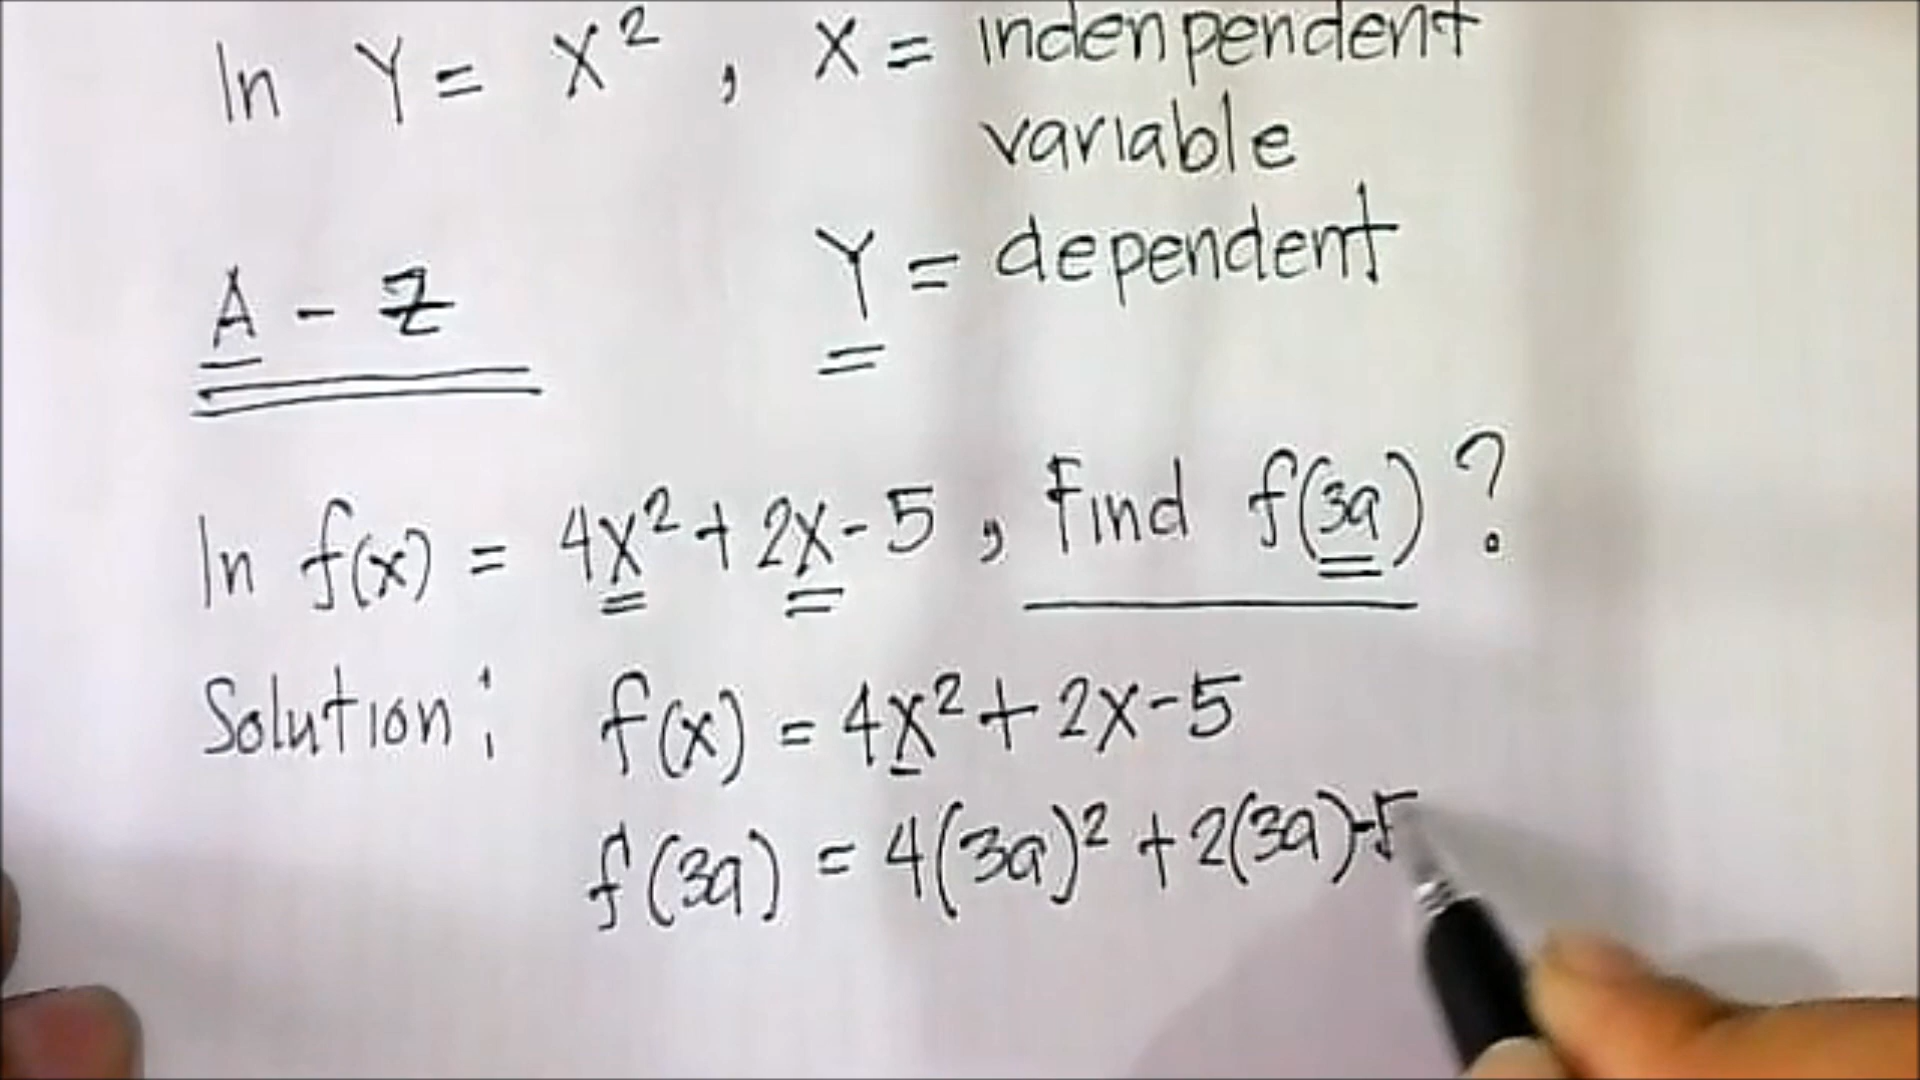 In Y = X² , X = indenpendent
variable
Y = dependent
A - Z
In f(x) = 4x² + 2x - 5 , Find f(3a) ?
Solution : f(x) = 4x² + 2x - 5
f(3a) = 4(3a)² + 2(3a) - 5